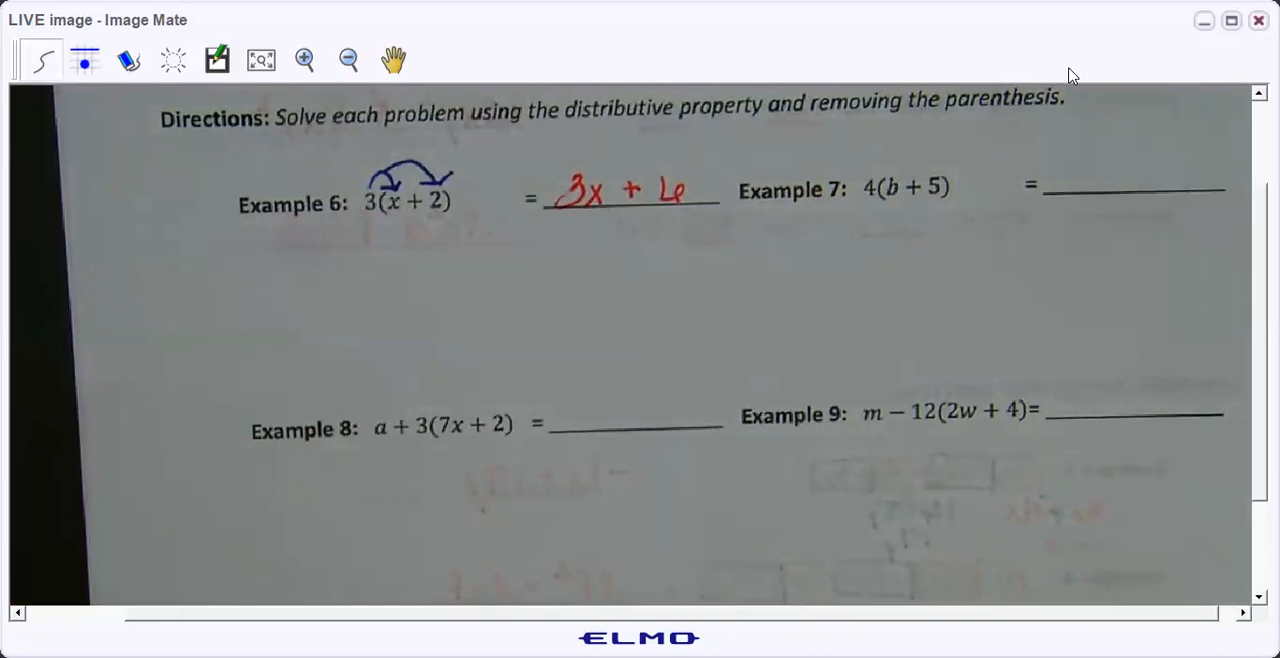 LIVE image - Image Mate
Directions: Solve each problem using the distributive property and removing the parenthesis.
Example 6: 3(x + 2) = 3x + 6 Example 7: 4(b + 5) =
Example 8: a + 3(7x + 2) = Example 9: m − 12(2w + 4)=
ELMO